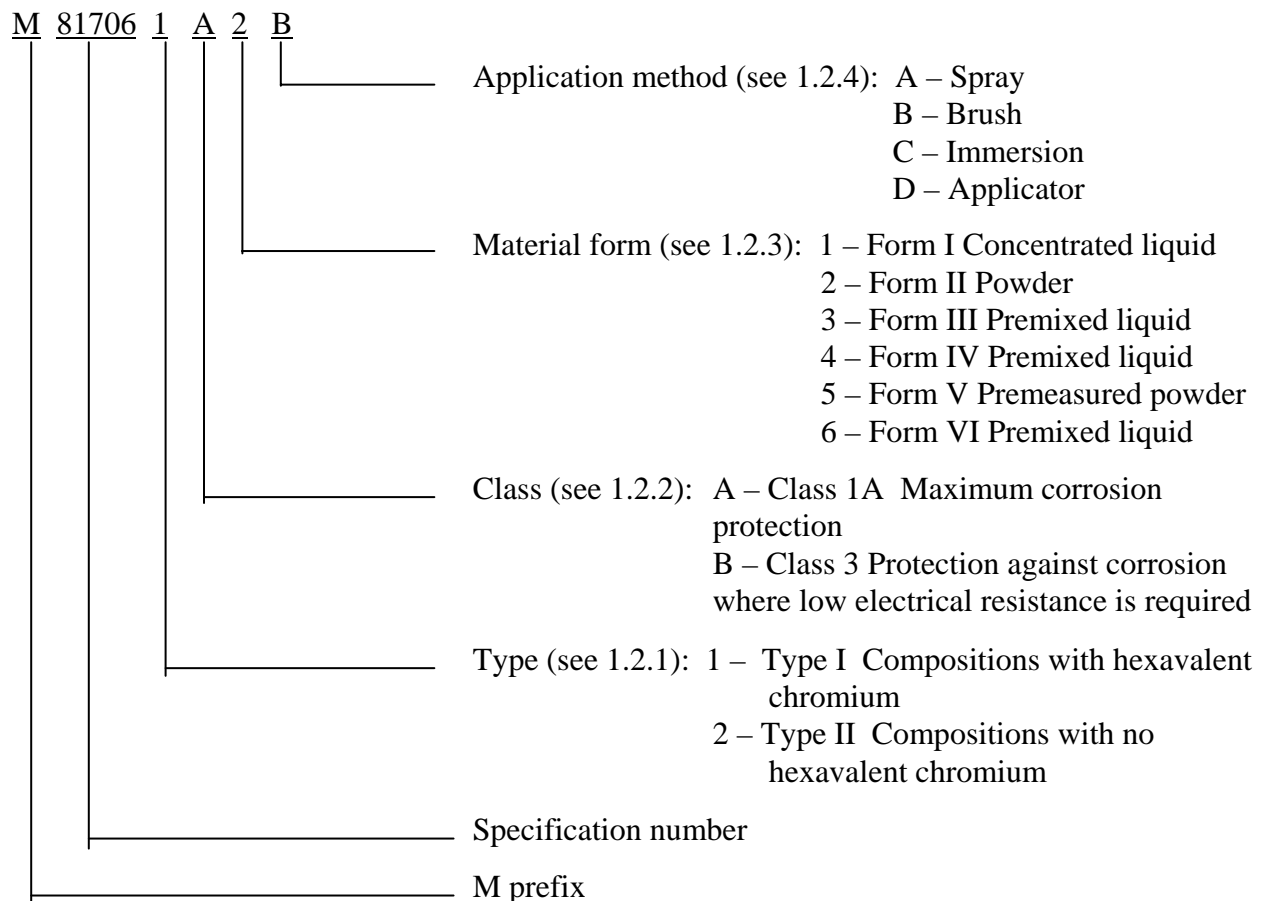 M 81706 1 A 2 B
Application method (see 1.2.4): A – Spray
B – Brush
C – Immersion
D – Applicator
Material form (see 1.2.3): 1 – Form I Concentrated liquid
2 – Form II Powder
3 – Form III Premixed liquid
4 – Form IV Premixed liquid
5 – Form V Premeasured powder
6 – Form VI Premixed liquid
Class (see 1.2.2): A – Class 1A Maximum corrosion
protection
B – Class 3 Protection against corrosion
where low electrical resistance is required
Type (see 1.2.1): 1 – Type I Compositions with hexavalent
chromium
2 – Type II Compositions with no
hexavalent chromium
Specification number
M prefix